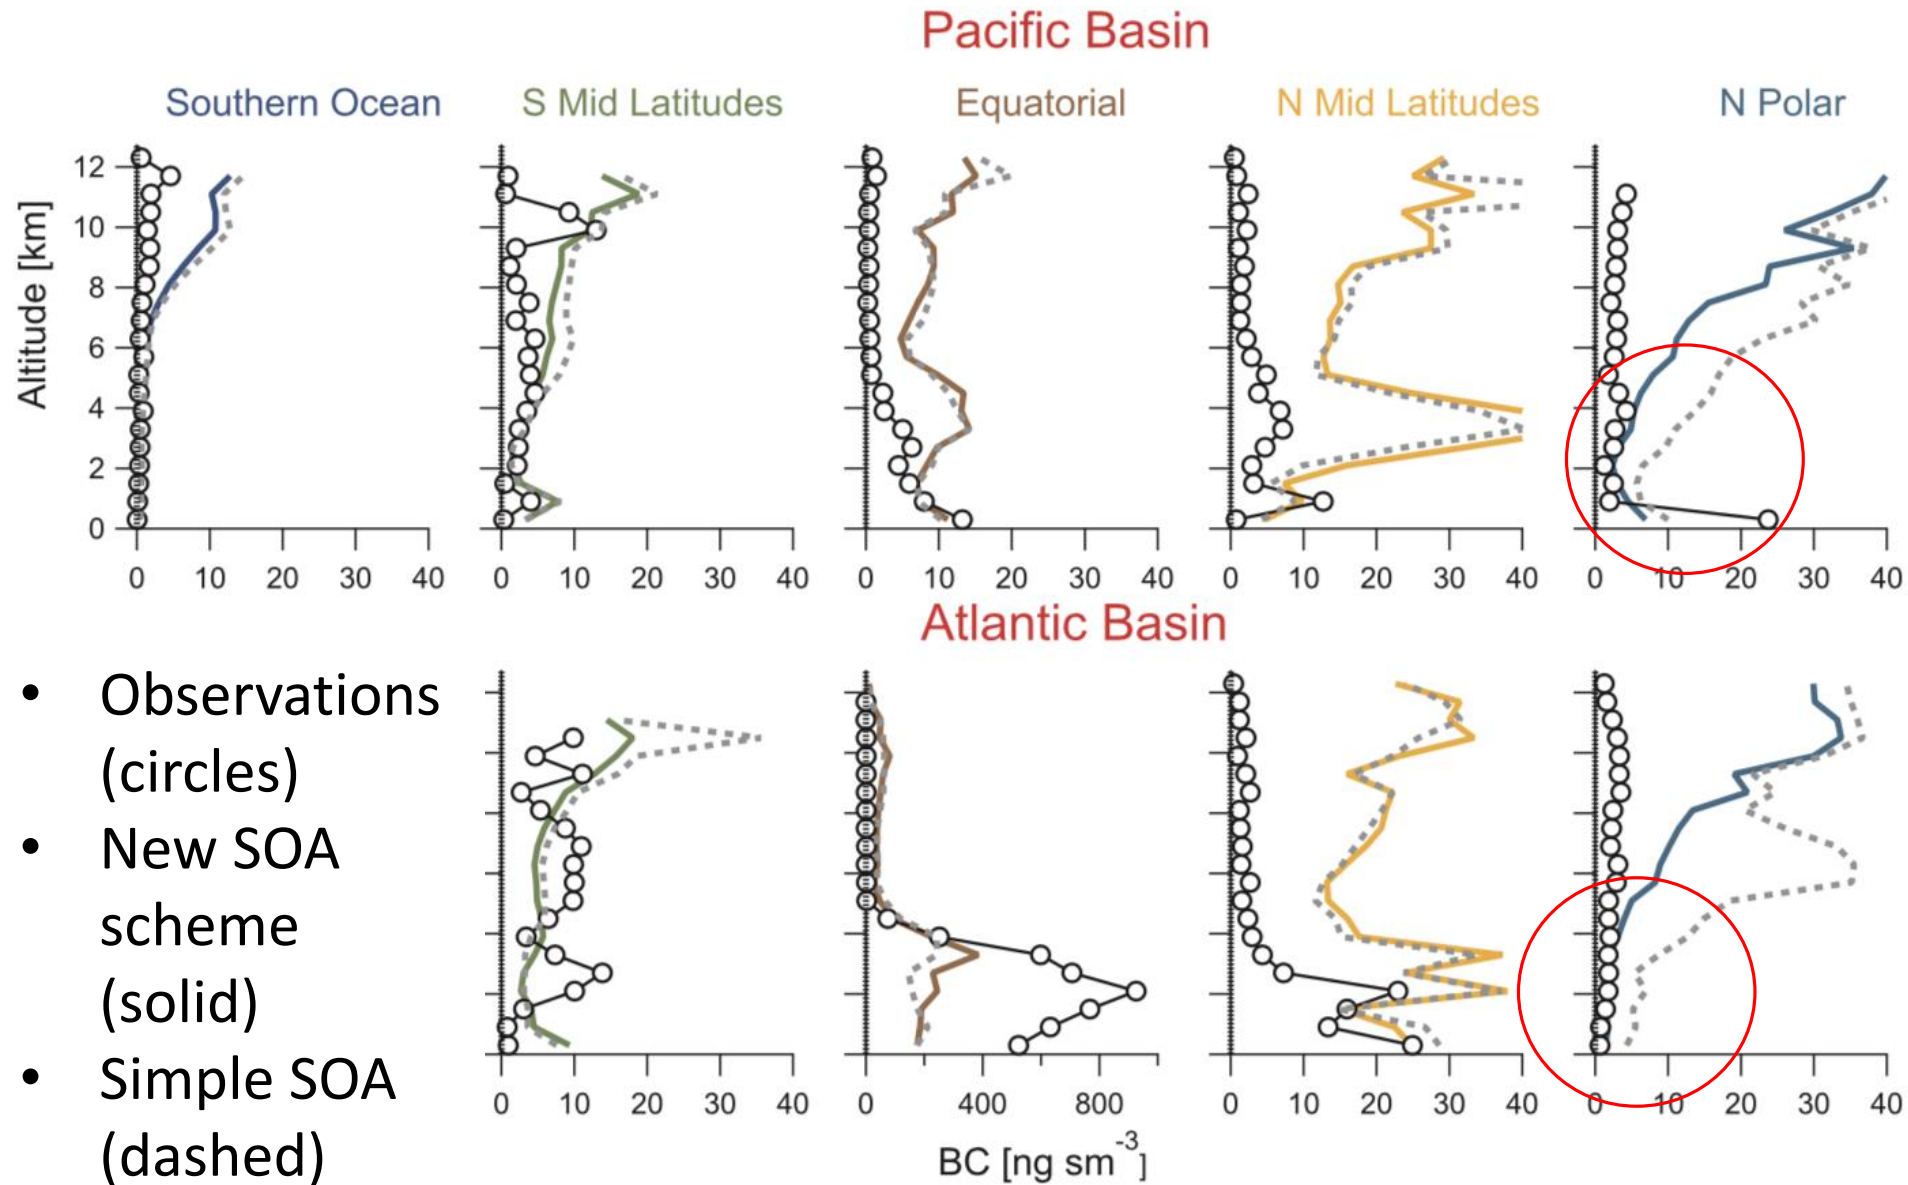 Pacific Basin
Southern Ocean S Mid Latitudes Equatorial N Mid Latitudes N Polar
Altitude [km]
12
10
8
6
4
2
0
0 10 20 30 40 0 10 20 30 40 0 10 20 30 40 0 10 20 30 40 0 10 20 30 40
Atlantic Basin
• Observations
(circles)
• New SOA
scheme
(solid)
• Simple SOA
(dashed)
0 10 20 30 40 0 400 800 0 10 20 30 40 0 10 20 30 40
BC [ng sm⁻³]